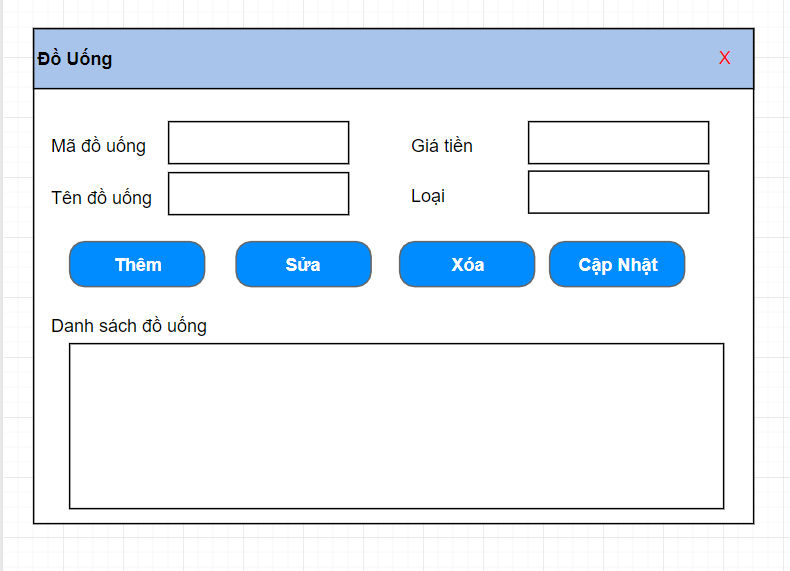 Đồ Uống X
Mã đồ uống Giá tiền
Tên đồ uống Loại
Thêm Sửa Xóa Cập Nhật
Danh sách đồ uống